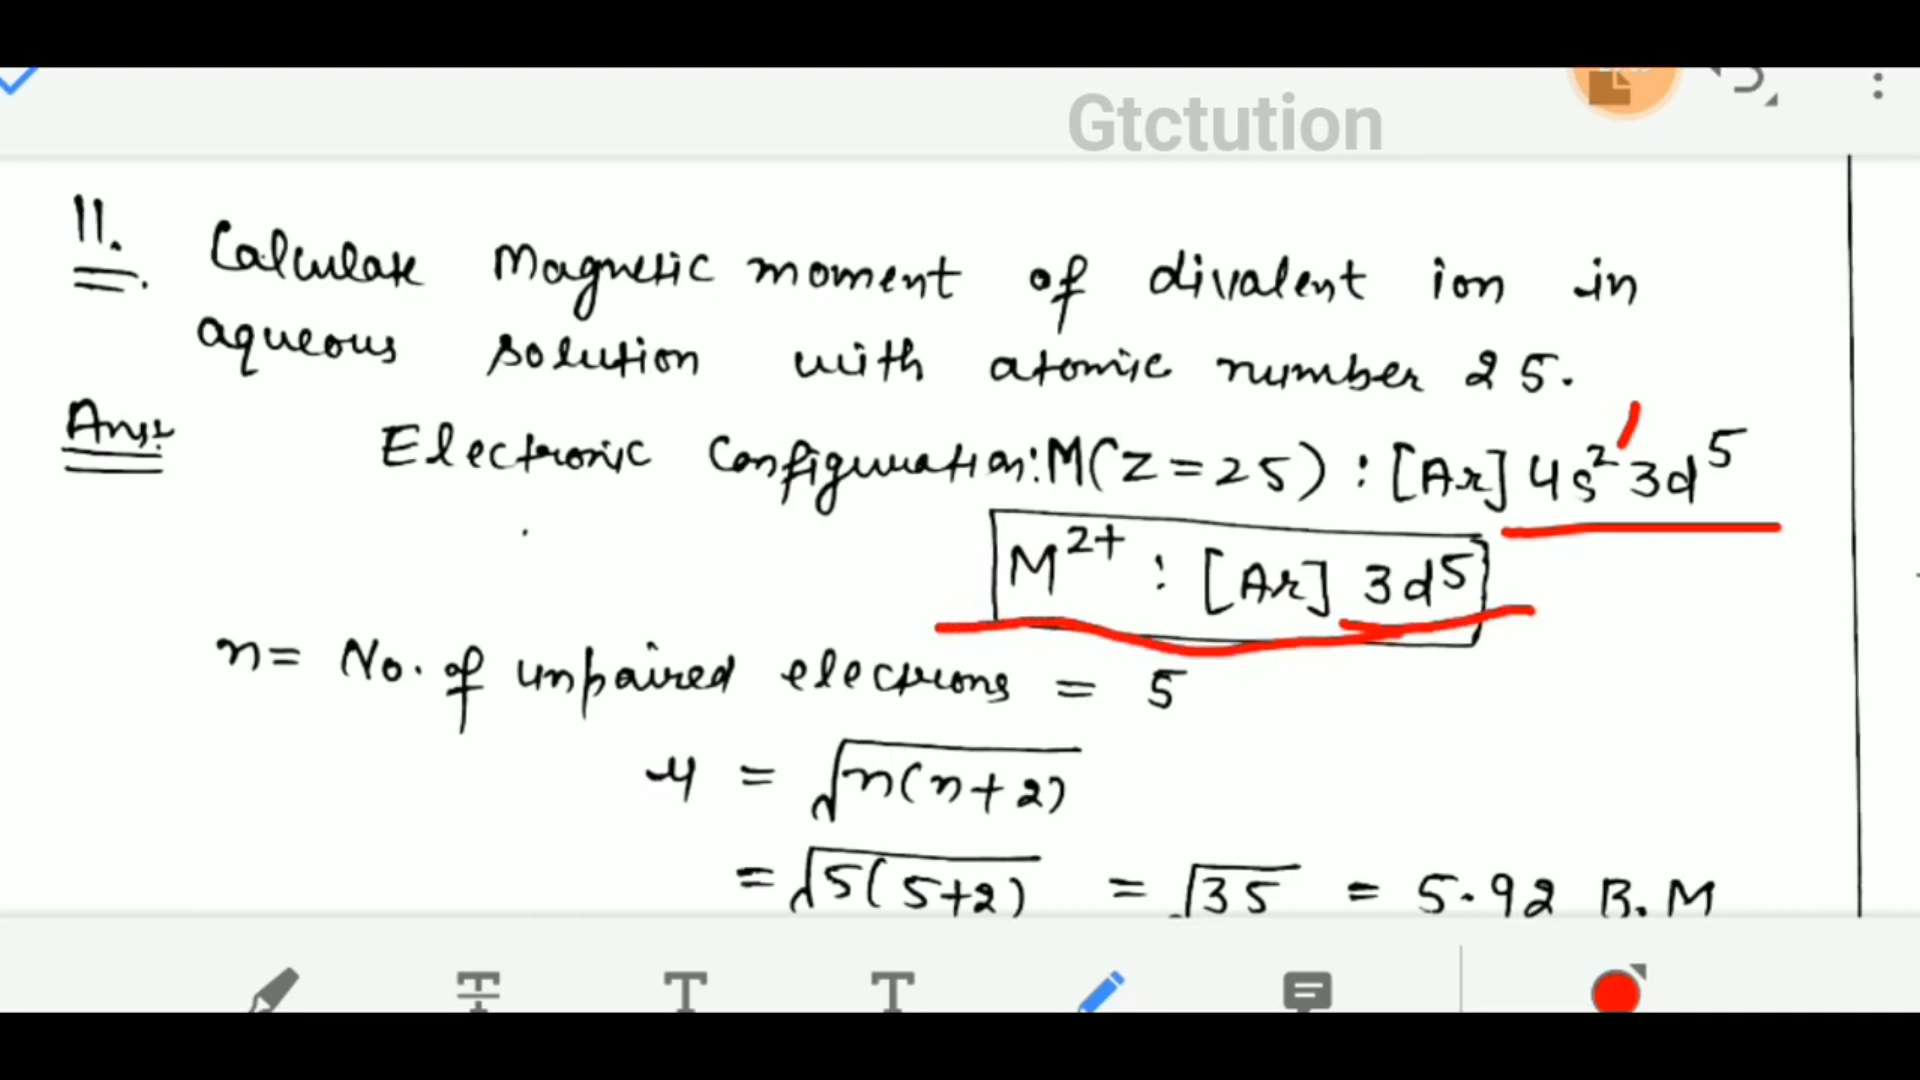 Gtctution
11. Calculate Magnetic moment of divalent ion in
aqueous solution with atomic number 25.
Ans: Electronic Configuration: M(Z=25) : [Ar] 4s² 3d⁵
M²⁺ : [Ar] 3d⁵
n = No. of unpaired electrons = 5
μ = √n(n+2)
= √5(5+2) = √35 = 5.92 B.M